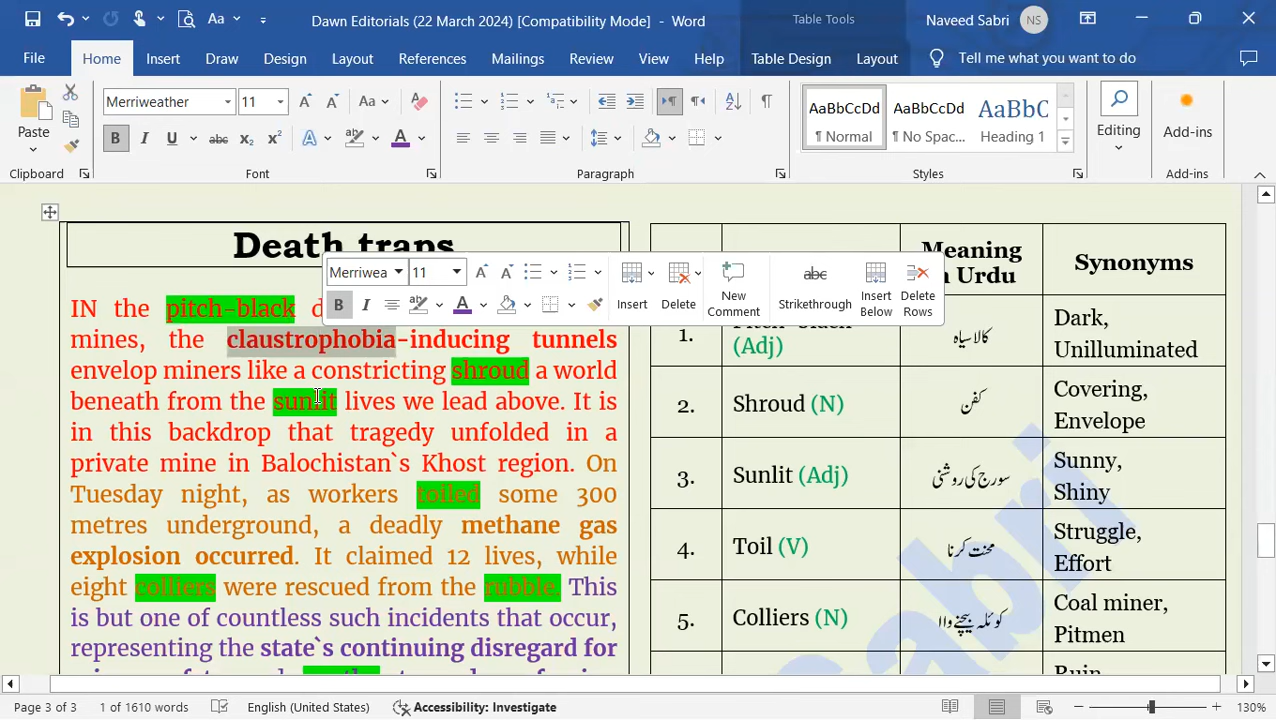 Aa
Dawn Editorials (22 March 2024) [Compatibility Mode] - Word
Table Tools
Naveed Sabri
NS
File
Home
Insert
Draw
Design
Layout
References
Mailings
Review
View
Help
Table Design
Layout
Tell me what you want to do
Paste
Clipboard
Merriweather
11
Aa
Font
Paragraph
AaBbCcDd
¶ Normal
AaBbCcDd
¶ No Spac...
AaBbC
Heading 1
Styles
Editing
Add-ins
Add-ins
Death traps
Merriwea
11
Insert
Delete
New Comment
Strikethrough
Insert Below
Delete Rows
IN the pitch-black d
mines, the claustrophobia-inducing tunnels
envelop miners like a constricting shroud a world
beneath from the sunlit lives we lead above. It is
in this backdrop that tragedy unfolded in a
private mine in Balochistan`s Khost region. On
Tuesday night, as workers toiled some 300
metres underground, a deadly methane gas
explosion occurred. It claimed 12 lives, while
eight colliers were rescued from the rubble. This
is but one of countless such incidents that occur,
representing the state`s continuing disregard for
Meaning
n Urdu
Synonyms
1.
Pitch-black
(Adj)
کالا سیاہ
Dark,
Unilluminated
2.
Shroud (N)
کفن
Covering,
Envelope
3.
Sunlit (Adj)
سورج کی روشنی
Sunny,
Shiny
4.
Toil (V)
محنت کرنا
Struggle,
Effort
5.
Colliers (N)
کوئلہ بیچنے والا
Coal miner,
Pitmen
Ruin
Sabri
Page 3 of 3
1 of 1610 words
English (United States)
Accessibility: Investigate
130%